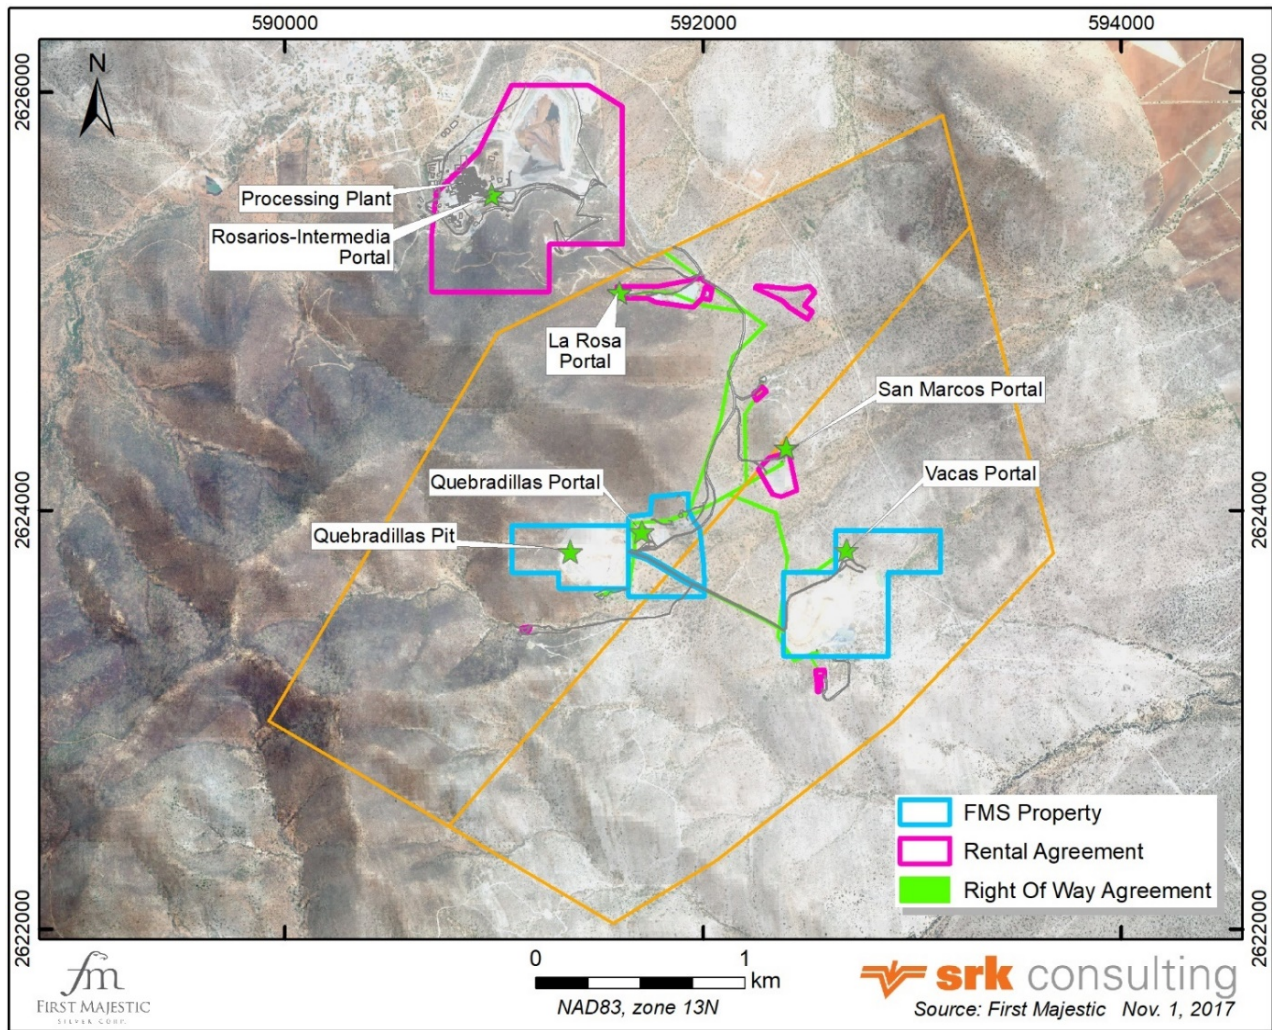 590000
592000
594000
2626000
2626000
N
Processing Plant
Rosarios-Intermedia
Portal
La Rosa
Portal
San Marcos Portal
Quebradillas Portal
Vacas Portal
2624000
2624000
Quebradillas Pit
FMS Property
Rental Agreement
Right Of Way Agreement
2622000
2622000
fm
FIRST MAJESTIC
SILVER CORP.
0
1
km
NAD83, zone 13N
srk consulting
Source: First Majestic Nov. 1, 2017